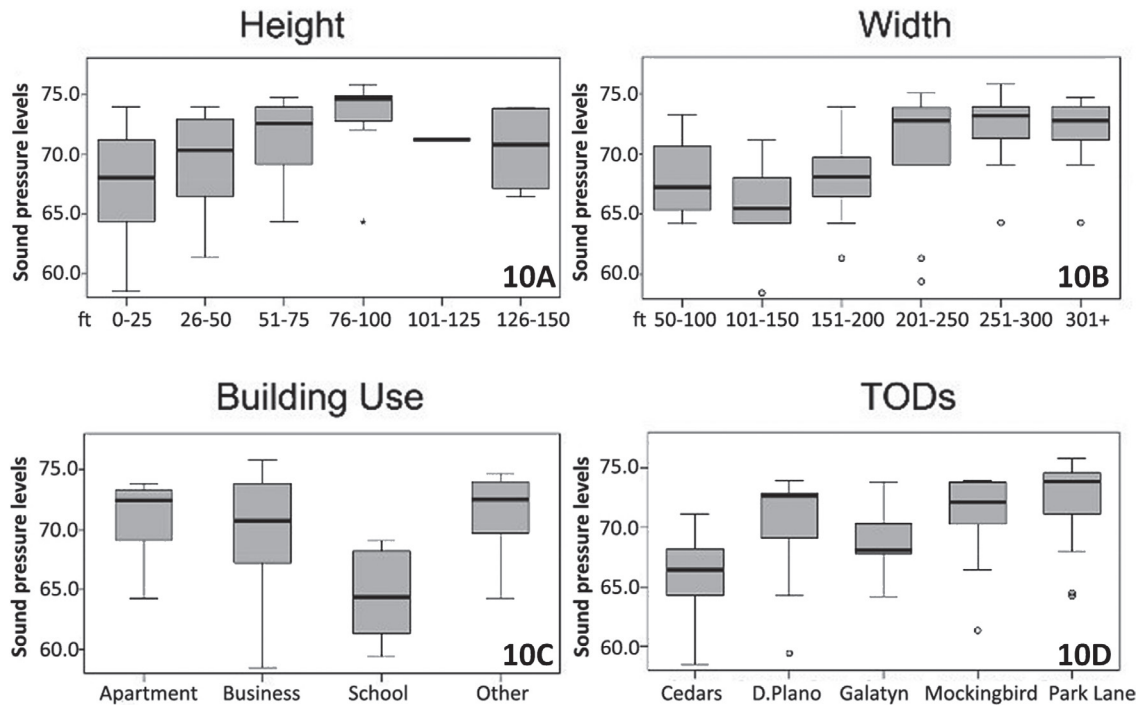 Height
Sound pressure levels
75.0
70.0
65.0
60.0
10A
ft 0-25 26-50 51-75 76-100 101-125 126-150
Width
Sound pressure levels
75.0
70.0
65.0
60.0
10B
ft 50-100 101-150 151-200 201-250 251-300 301+
Building Use
Sound pressure levels
75.0
70.0
65.0
60.0
10C
Apartment Business School Other
TODs
Sound pressure levels
75.0
70.0
65.0
60.0
10D
Cedars D.Plano Galatyn Mockingbird Park Lane